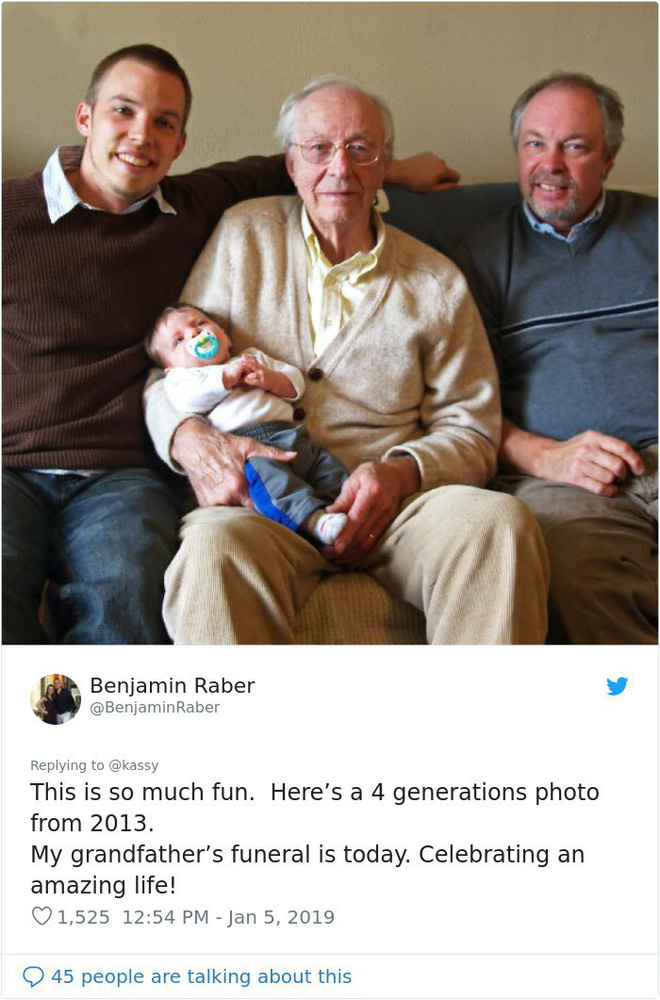 Benjamin Raber
@BenjaminRaber
Replying to @kassy
This is so much fun.  Here’s a 4 generations photo
from 2013.
My grandfather’s funeral is today. Celebrating an
amazing life!
1,525  12:54 PM - Jan 5, 2019
45 people are talking about this